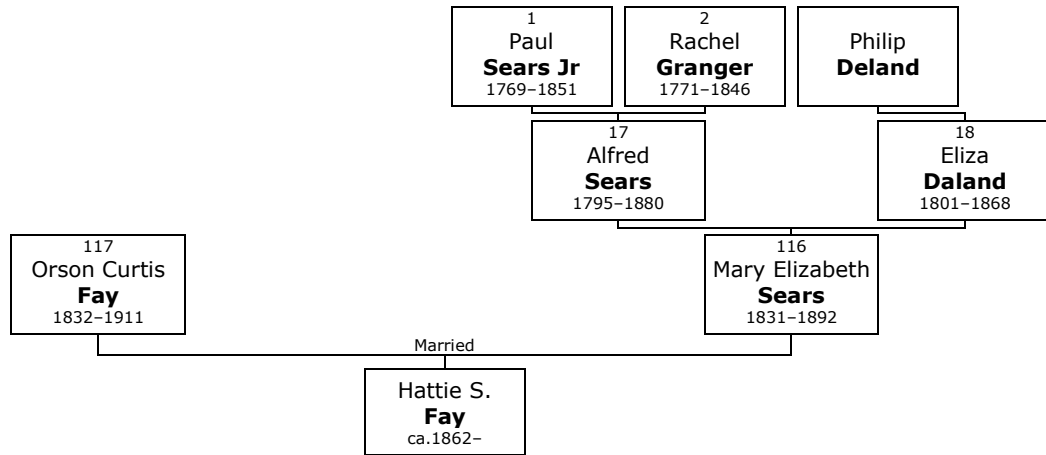 1
Paul
Sears Jr
1769–1851
2
Rachel
Granger
1771–1846
Philip
Deland
17
Alfred
Sears
1795–1880
18
Eliza
Daland
1801–1868
117
Orson Curtis
Fay
1832–1911
116
Mary Elizabeth
Sears
1831–1892
Married
Hattie S.
Fay
ca.1862–